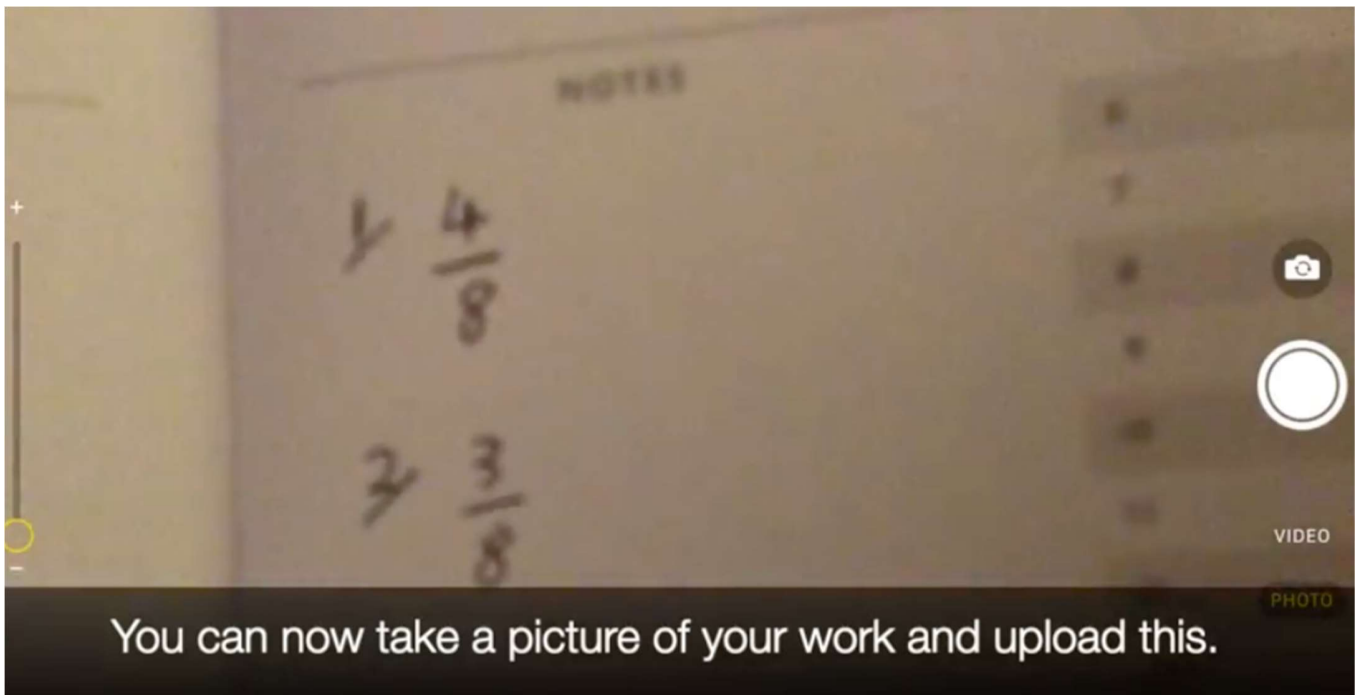 NOTES
1) 4/8
2) 3/8
VIDEO
PHOTO
You can now take a picture of your work and upload this.